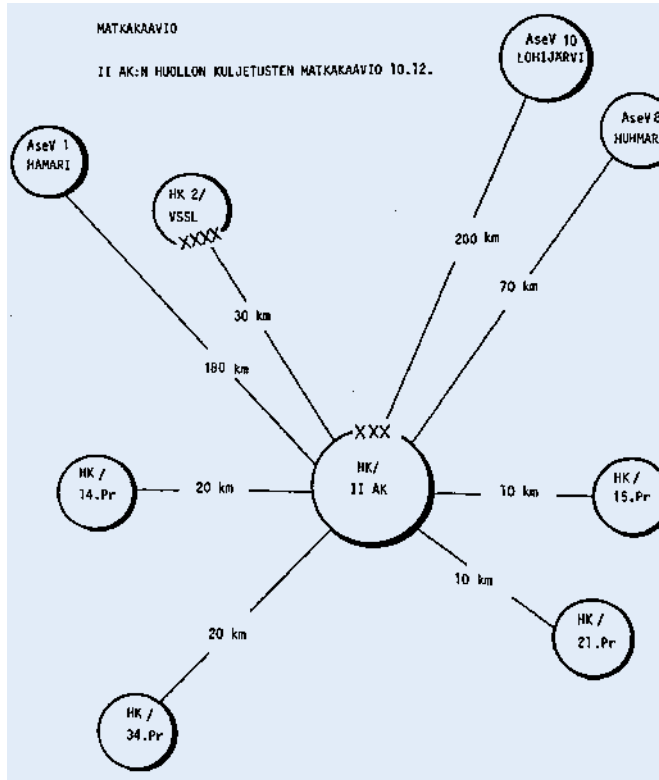 MATKAKAAVIO
II AK:N HUOLLON KULJETUSTEN MATKAKAAVIO 10.12.
AseV 10
LOHIJÄRVI
AseV 8
HUHMAR
AseV 1
HAMARI
HK 2/
VSSL
XXXX
200 km
70 km
30 km
180 km
XXX
HK/
II AK
HK/
14.Pr
20 km
10 km
HK/
15.Pr
10 km
HK/
21.Pr
20 km
HK/
34.Pr